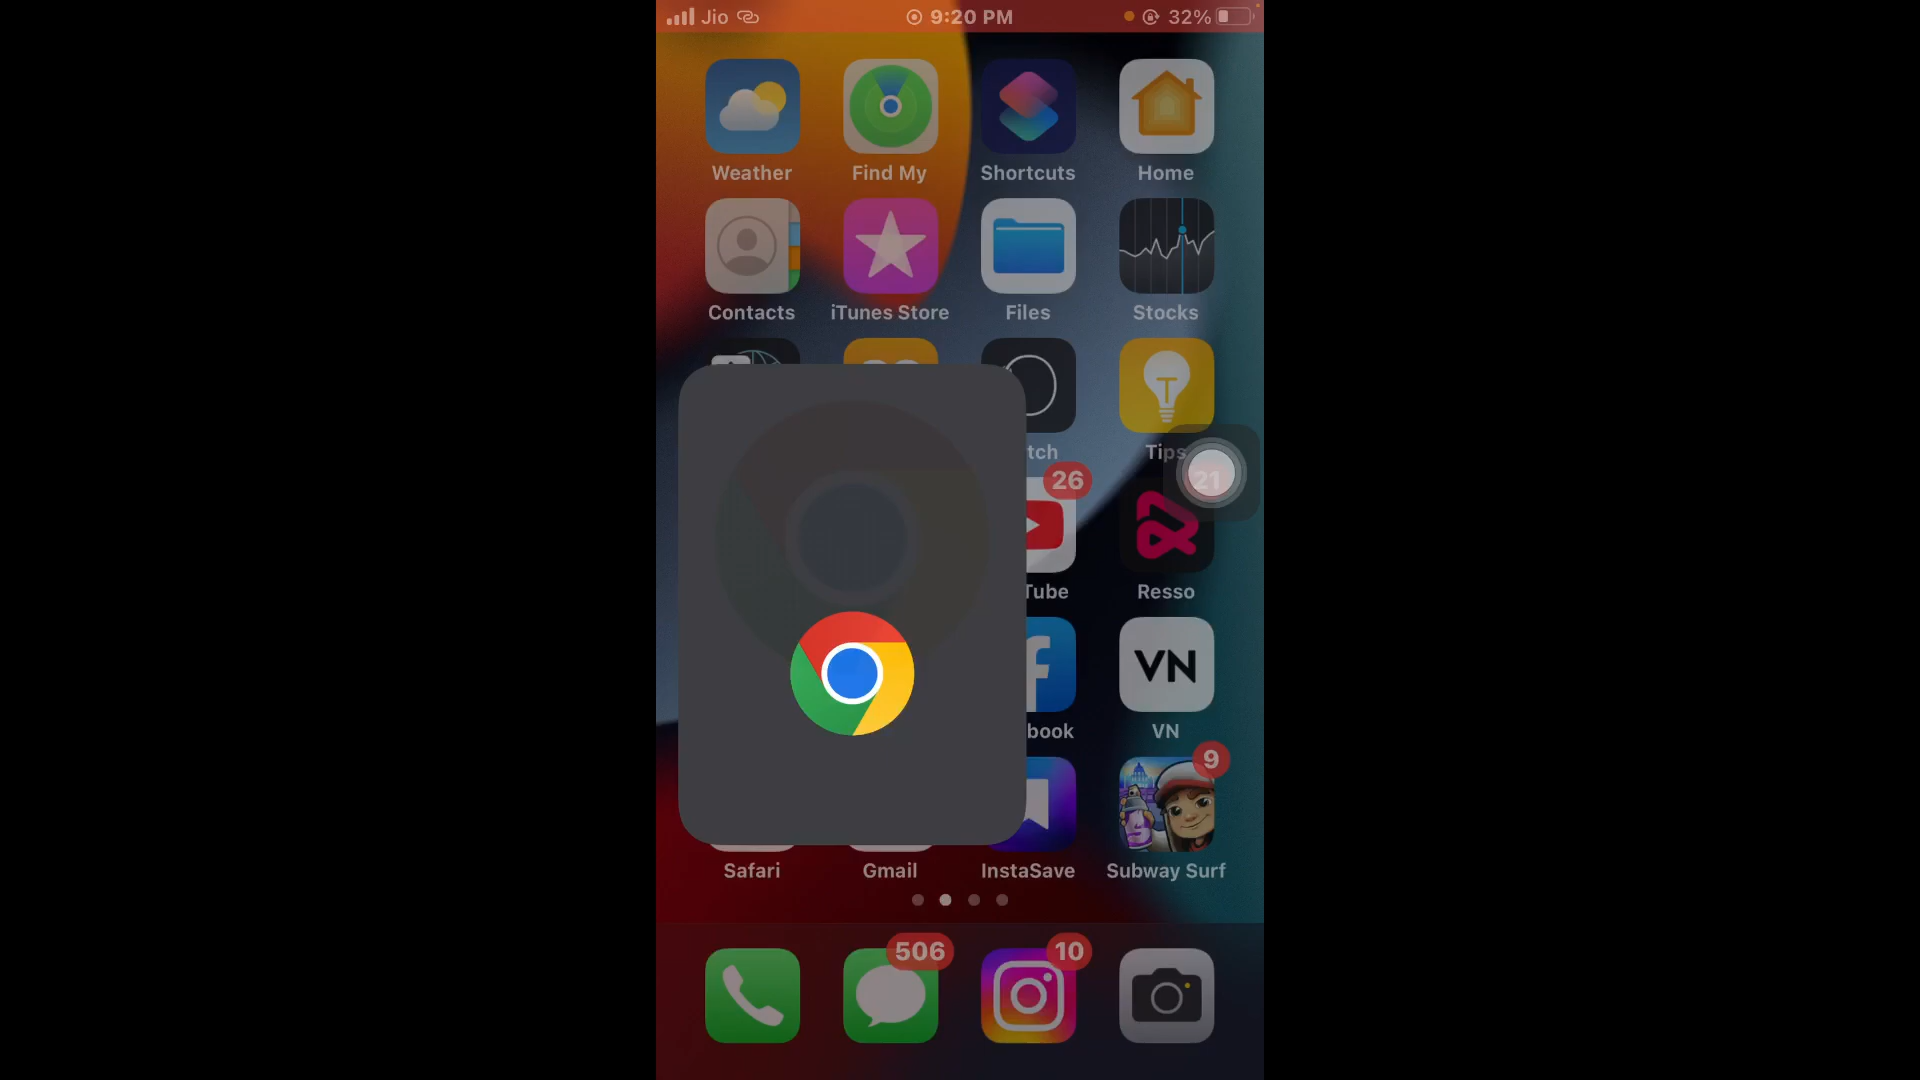 Jio 9:20 PM 32%
Weather Find My Shortcuts Home
Contacts iTunes Store Files Stocks
tch Tips
26 21
Tube Resso
VN
book VN
9
Safari Gmail InstaSave Subway Surf
506 10